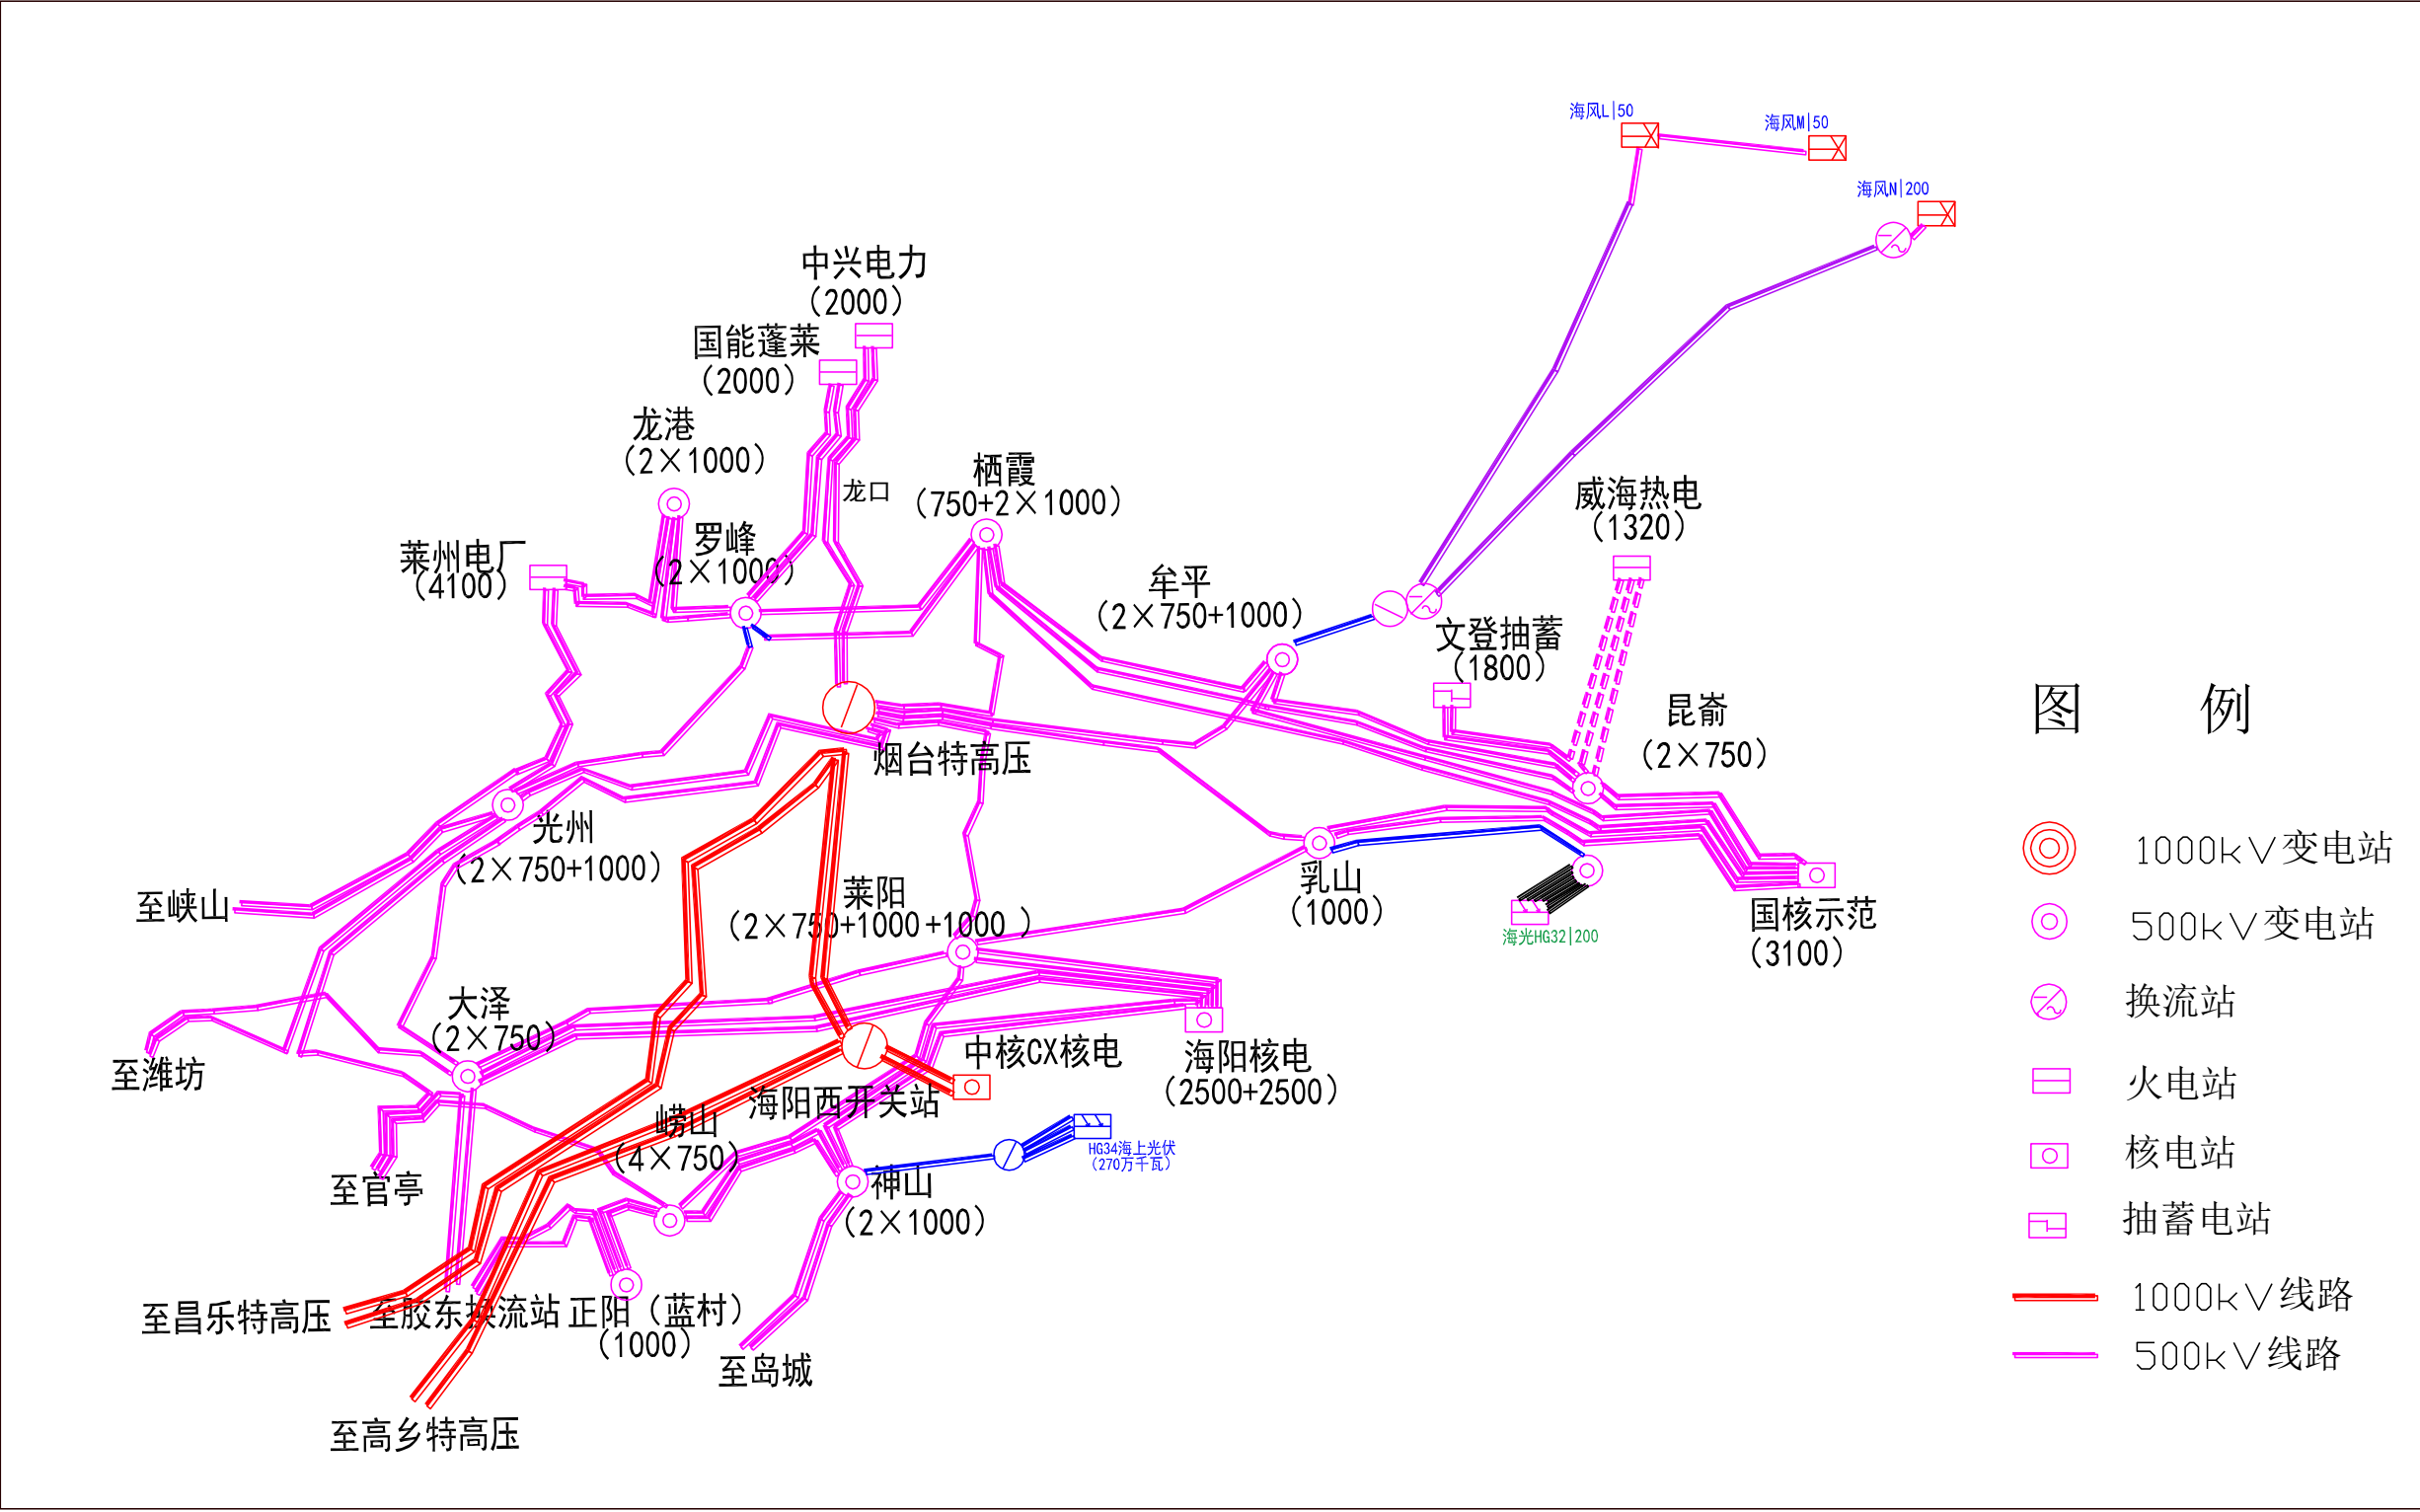 海风L|50
海风M|50
海风N|200
中兴电力
（2000）
国能蓬莱
（2000）
龙港
（2×1000）
龙口
栖霞
（750+2×1000）
威海热电
（1320）
罗峰
（2×1000）
莱州电厂
（4100）
牟平
（2×750+1000）
文登抽蓄
（1800）
昆嵛
（2×750）
烟台特高压
光州
（2×750+1000）
至峡山
莱阳
（2×750+1000+1000 ）
乳山
（1000）
海光HG32|200
国核示范
（3100）
大泽
（2×750）
至潍坊
中核CX核电
海阳核电
（2500+2500）
海阳西开关站
崂山
（4×750）
HG34海上光伏
（270万千瓦）
至官亭
神山
（2×1000）
至昌乐特高压
至胶东换流站
正阳（蓝村）
（1000）
至岛城
至高乡特高压
图 例
1000kV变电站
500kV变电站
换流站
火电站
核电站
抽蓄电站
1000kV线路
500kV线路